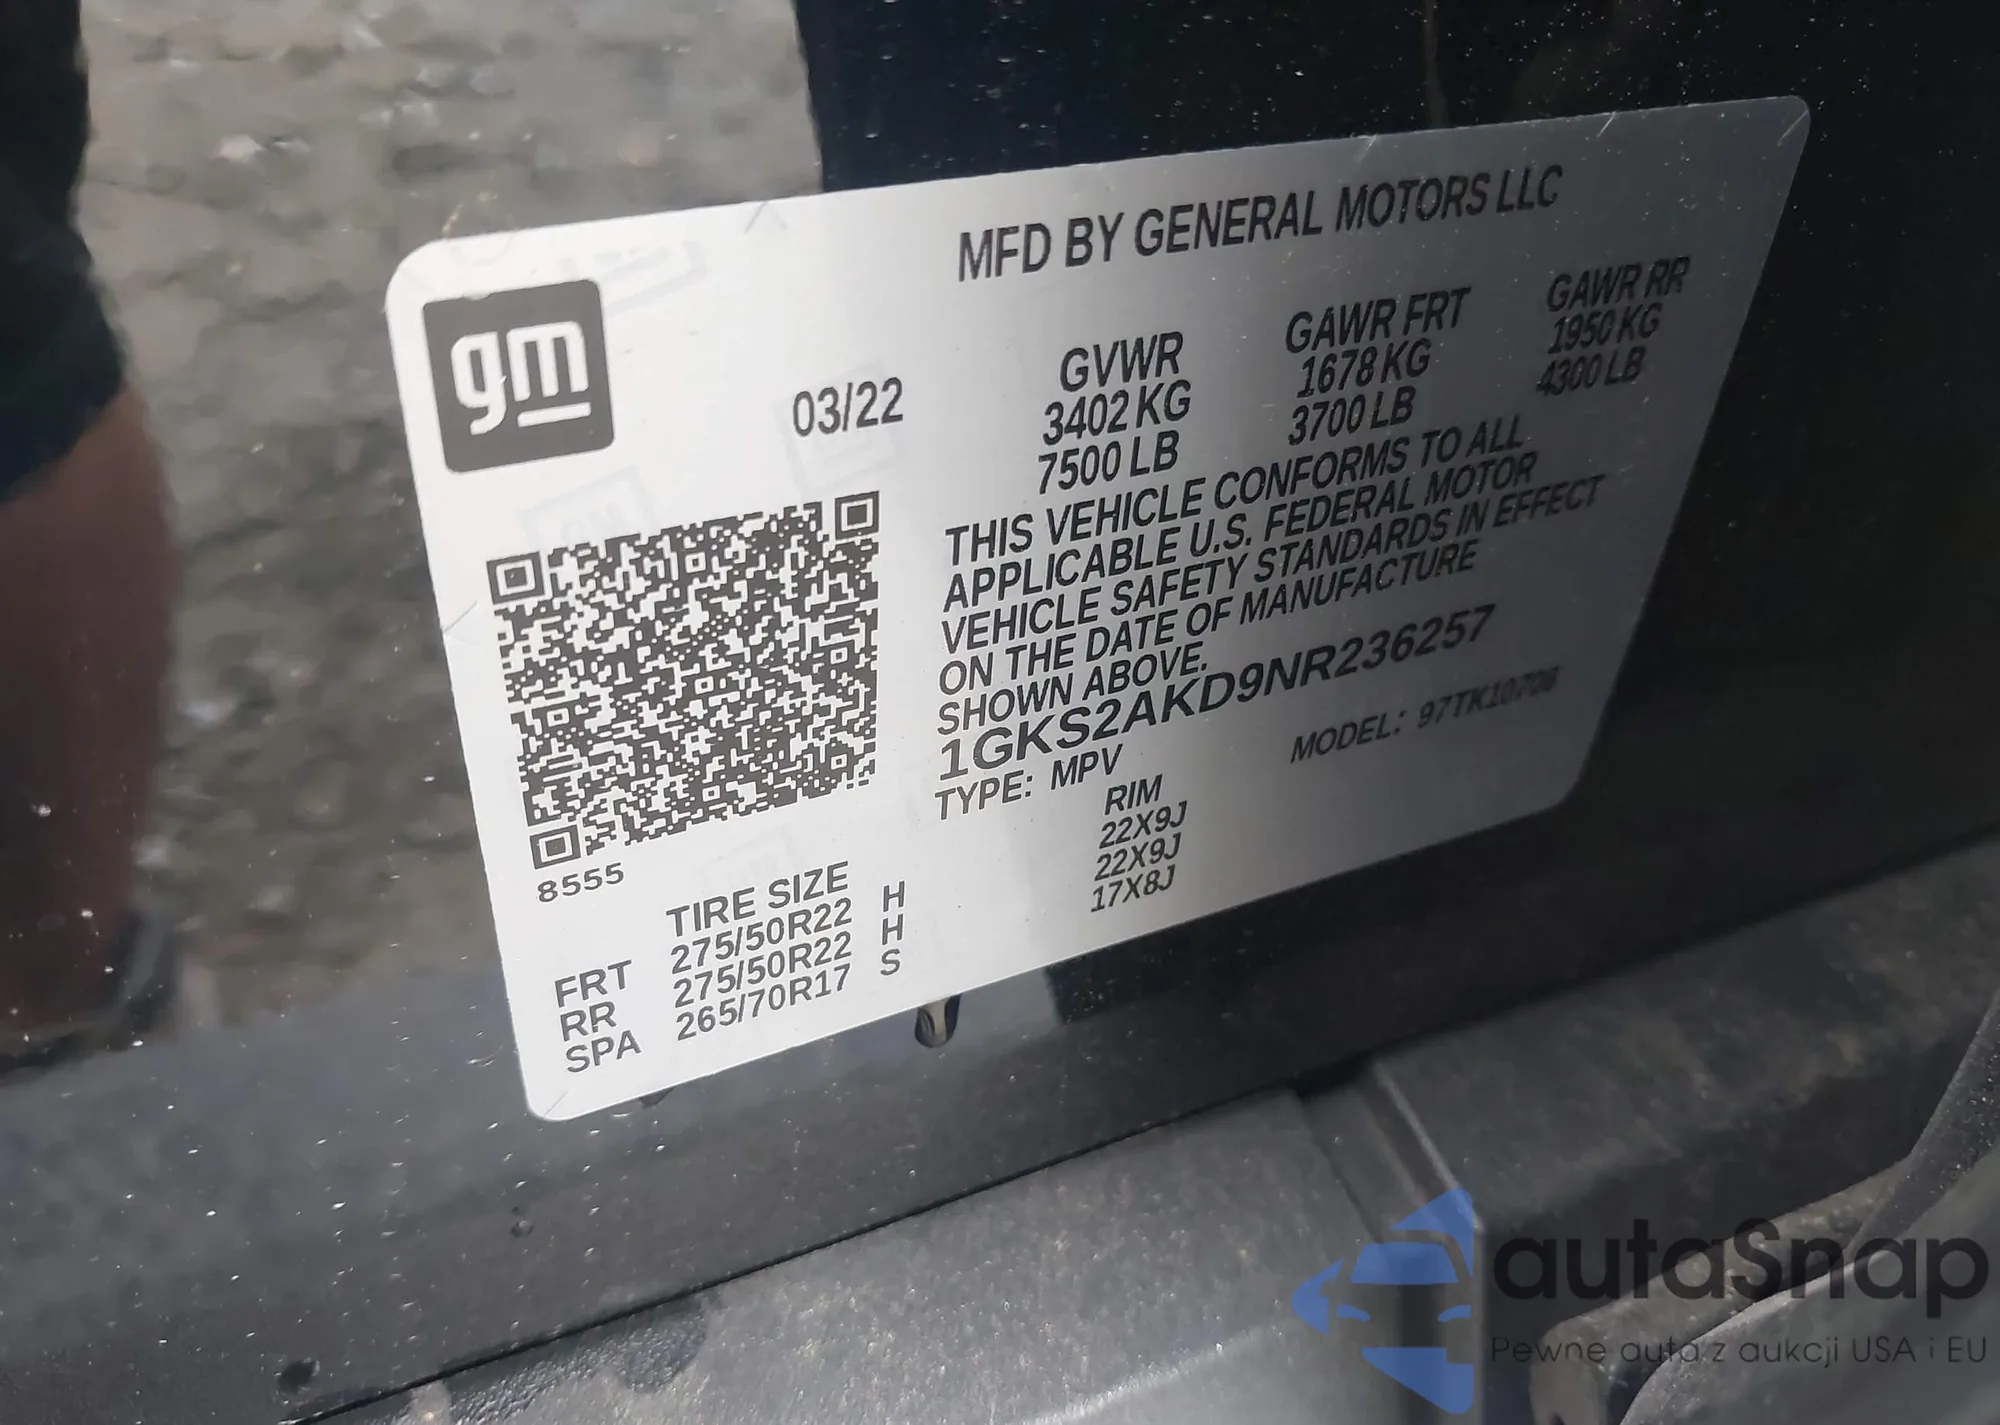 gm
MFD BY GENERAL MOTORS LLC
03/22
GVWR
3402 KG
7500 LB
GAWR FRT
1678 KG
3700 LB
GAWR RR
1950 KG
4300 LB
THIS VEHICLE CONFORMS TO ALL
APPLICABLE U.S. FEDERAL MOTOR
VEHICLE SAFETY STANDARDS IN EFFECT
ON THE DATE OF MANUFACTURE
SHOWN ABOVE.
1GKS2AKD9NR236257
TYPE: MPV
MODEL: 97TK10706
8555
TIRE SIZE RIM
FRT 275/50R22 H 22X9J
RR 275/50R22 H 22X9J
SPA 265/70R17 S 17X8J
autaSnap
Pewne auta z aukcji USA i EU